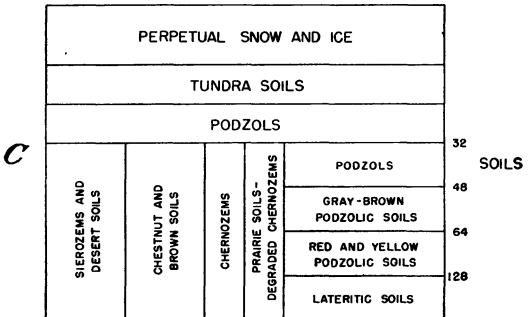 PERPETUAL SNOW AND ICE
TUNDRA SOILS
PODZOLS
C
32
SOILS
SIEROZEMS AND
DESERT SOILS
CHESTNUT AND
BROWN SOILS
CHERNOZEMS
PRAIRIE SOILS-
DEGRADED CHERNOZEMS
PODZOLS
48
GRAY-BROWN
PODZOLIC SOILS
64
RED AND YELLOW
PODZOLIC SOILS
128
LATERITIC SOILS